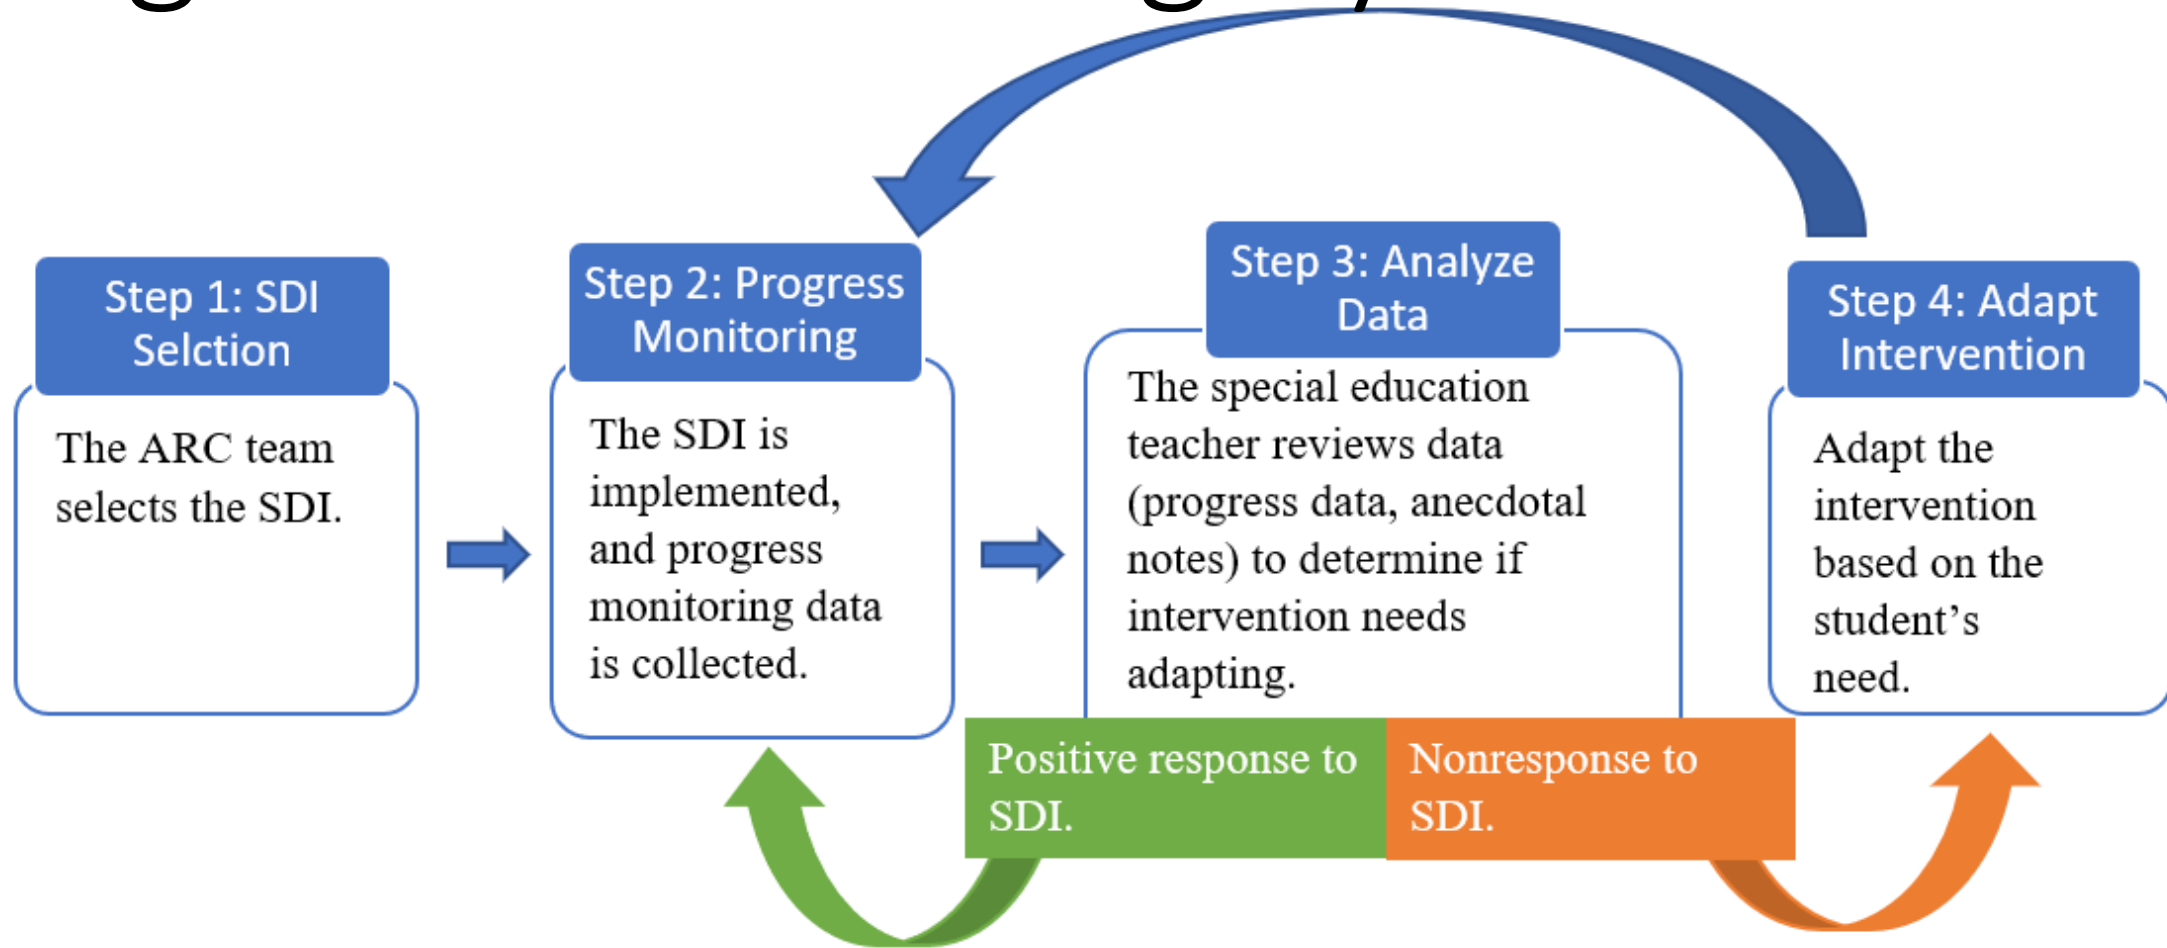 Step 1: SDI
Selction
The ARC team
selects the SDI.
Step 2: Progress
Monitoring
The SDI is
implemented,
and progress
monitoring data
is collected.
Step 3: Analyze
Data
The special education
teacher reviews data
(progress data, anecdotal
notes) to determine if
intervention needs
adapting.
Positive response to
SDI.
Nonresponse to
SDI.
Step 4: Adapt
Intervention
Adapt the
intervention
based on the
student’s
need.